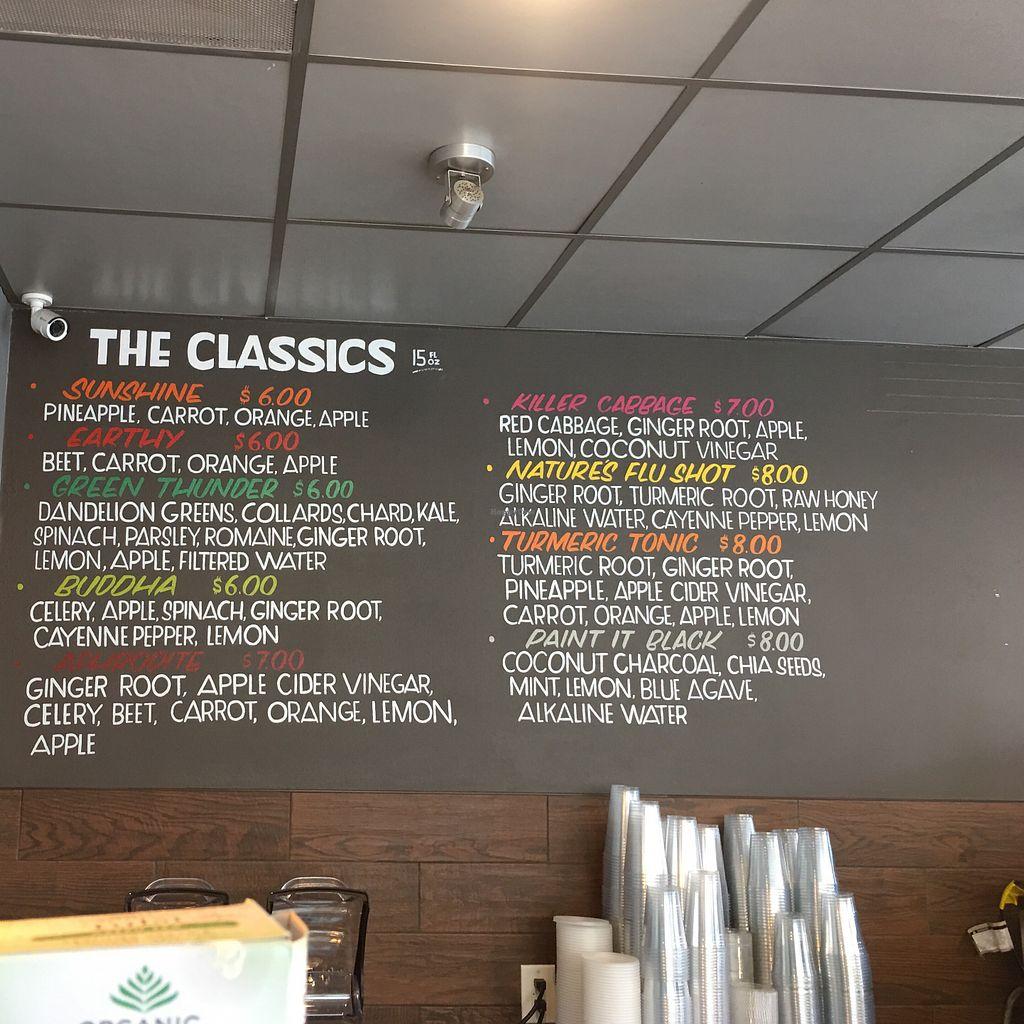 THE CLASSICS 15 FL OZ
SUNSHINE $6.00
PINEAPPLE, CARROT, ORANGE, APPLE
EARTHY $6.00
BEET, CARROT, ORANGE, APPLE
GREEN THUNDER $6.00
DANDELION GREENS, COLLARDS, CHARD, KALE,
SPINACH, PARSLEY, ROMAINE, GINGER ROOT,
LEMON, APPLE, FILTERED WATER
BUDDHA $6.00
CELERY, APPLE, SPINACH, GINGER ROOT,
CAYENNE PEPPER, LEMON
APHRODITE $7.00
GINGER ROOT, APPLE CIDER VINEGAR,
CELERY, BEET, CARROT, ORANGE, LEMON,
APPLE
KILLER CABBAGE $7.00
RED CABBAGE, GINGER ROOT, APPLE,
LEMON, COCONUT VINEGAR
NATURE'S FLU SHOT $8.00
GINGER ROOT, TURMERIC ROOT, RAW HONEY
ALKALINE WATER, CAYENNE PEPPER, LEMON
TURMERIC TONIC $8.00
TURMERIC ROOT, GINGER ROOT,
PINEAPPLE, APPLE CIDER VINEGAR,
CARROT, ORANGE, APPLE, LEMON
PAINT IT BLACK $8.00
COCONUT CHARCOAL, CHIA SEEDS,
MINT, LEMON, BLUE AGAVE,
ALKALINE WATER
ORGANIC